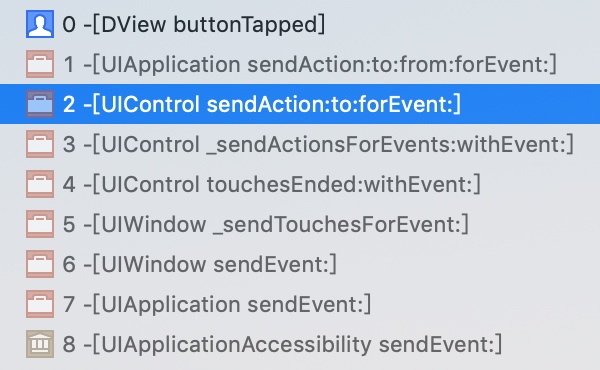 0 -[DView buttonTapped]
1 -[UIApplication sendAction:to:from:forEvent:]
2 -[UIControl sendAction:to:forEvent:]
3 -[UIControl _sendActionsForEvents:withEvent:]
4 -[UIControl touchesEnded:withEvent:]
5 -[UIWindow _sendTouchesForEvent:]
6 -[UIWindow sendEvent:]
7 -[UIApplication sendEvent:]
8 -[UIApplicationAccessibility sendEvent:]